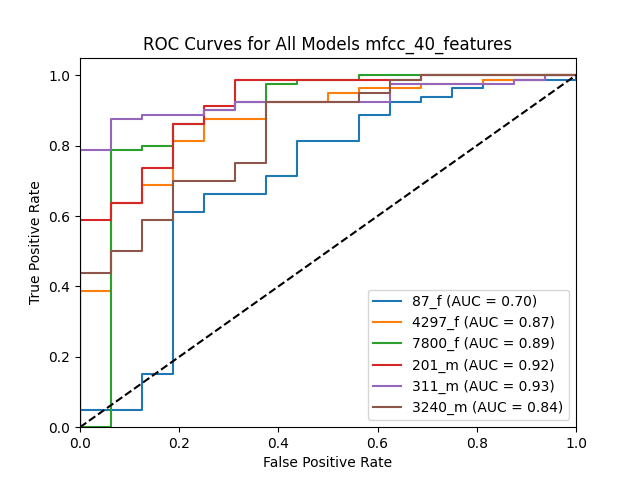 ROC Curves for All Models mfcc_40_features
True Positive Rate
1.0
0.8
0.6
0.4
0.2
0.0
0.0 0.2 0.4 0.6 0.8 1.0
False Positive Rate
87_f (AUC = 0.70)
4297_f (AUC = 0.87)
7800_f (AUC = 0.89)
201_m (AUC = 0.92)
311_m (AUC = 0.93)
3240_m (AUC = 0.84)